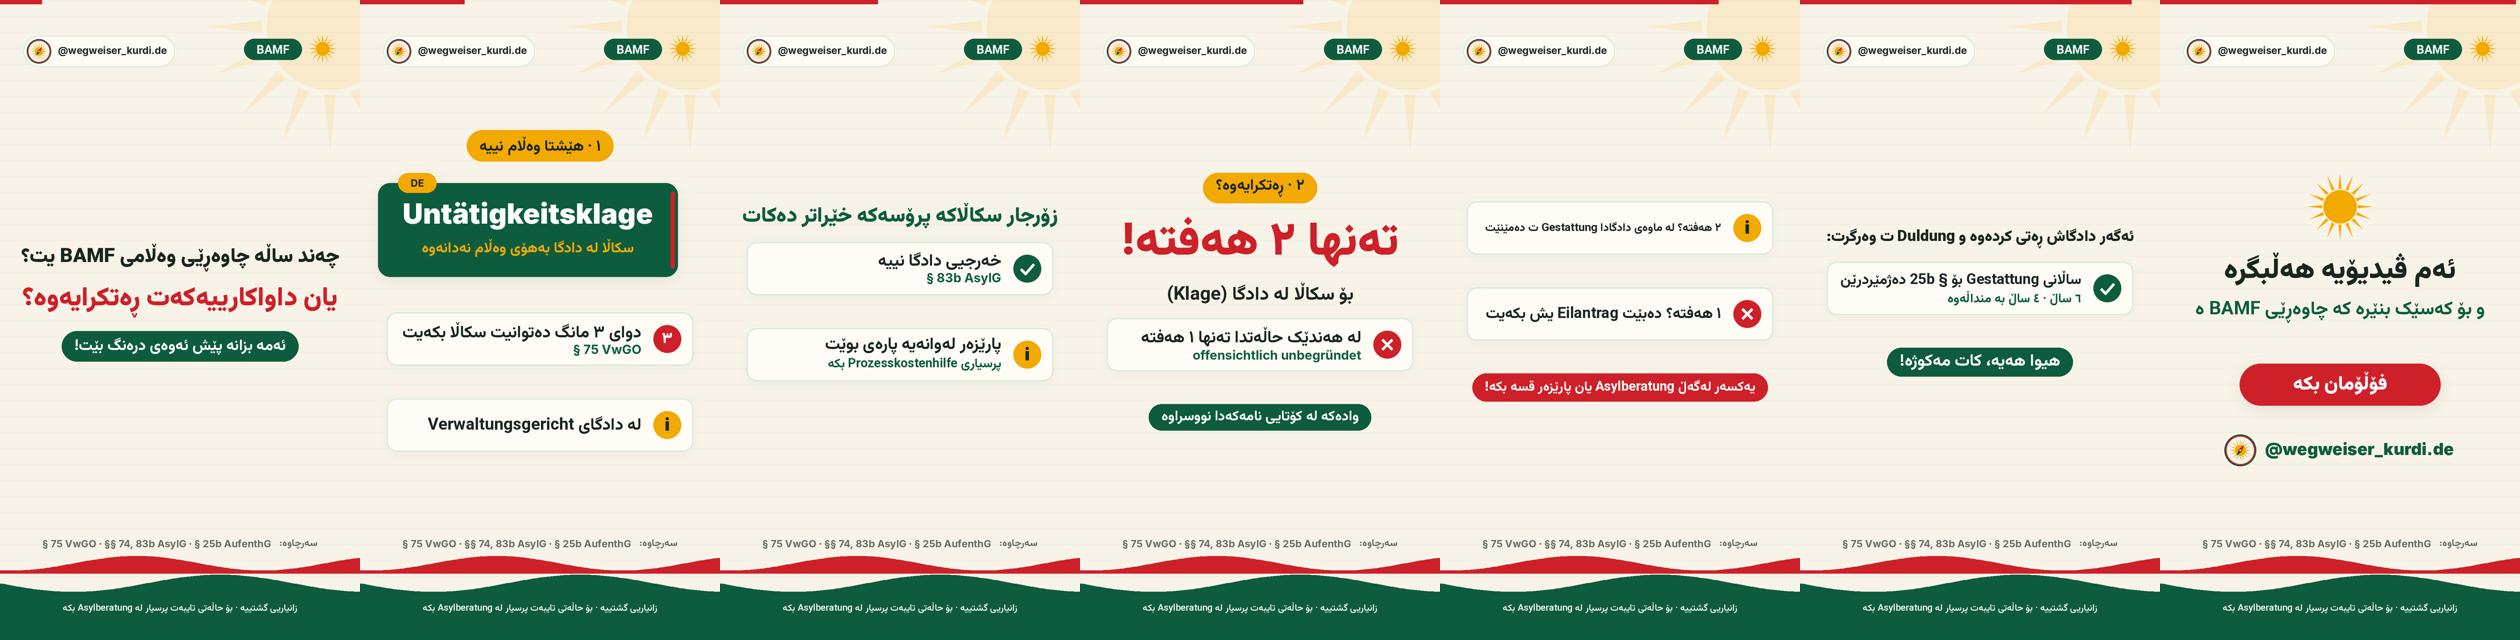 @wegweiser_kurdi.de
BAMF
چەند ساڵە چاوەڕێی وەڵامی BAMF یت؟
یان داواکارییەکەت ڕەتکرایەوە؟
ئەمە بزانە پێش ئەوەی درەنگ بێت!
سەرچاوە: § 75 VwGO · §§ 74, 83b AsylG · § 25b AufenthG
زانیاریی گشتییە · بۆ حاڵەتی تایبەت پرسیار لە Asylberatung بکە
@wegweiser_kurdi.de
BAMF
١ · هێشتا وەڵام نییە
DE
Untätigkeitsklage
سکاڵا لە دادگا بەهۆی وەڵام نەدانەوە
٣
دوای ٣ مانگ دەتوانیت سکاڵا بکەیت
§ 75 VwGO
لە دادگای Verwaltungsgericht
سەرچاوە: § 75 VwGO · §§ 74, 83b AsylG · § 25b AufenthG
زانیاریی گشتییە · بۆ حاڵەتی تایبەت پرسیار لە Asylberatung بکە
@wegweiser_kurdi.de
BAMF
زۆرجار سکاڵاکە پرۆسەکە خێراتر دەکات
خەرجیی دادگا نییە
§ 83b AsylG
پارێزەر لەوانەیە پارەی بوێت
پرسیاری Prozesskostenhilfe بکە
سەرچاوە: § 75 VwGO · §§ 74, 83b AsylG · § 25b AufenthG
زانیاریی گشتییە · بۆ حاڵەتی تایبەت پرسیار لە Asylberatung بکە
@wegweiser_kurdi.de
BAMF
٢ · ڕەتکرایەوە؟
تەنها ٢ هەفتە!
بۆ سکاڵا لە دادگا (Klage)
لە هەندێک حاڵەتدا تەنها ١ هەفتە
offensichtlich unbegründet
وادەکە لە کۆتایی نامەکەدا نووسراوە
سەرچاوە: § 75 VwGO · §§ 74, 83b AsylG · § 25b AufenthG
زانیاریی گشتییە · بۆ حاڵەتی تایبەت پرسیار لە Asylberatung بکە
@wegweiser_kurdi.de
BAMF
٢ هەفتە؟ لە ماوەی دادگادا Gestattung ت دەمێنێت
١ هەفتە؟ دەبێت Eilantrag یش بکەیت
یەکسەر لەگەڵ Asylberatung یان پارێزەر قسە بکە!
سەرچاوە: § 75 VwGO · §§ 74, 83b AsylG · § 25b AufenthG
زانیاریی گشتییە · بۆ حاڵەتی تایبەت پرسیار لە Asylberatung بکە
@wegweiser_kurdi.de
BAMF
ئەگەر دادگاش ڕەتی کردەوە و Duldung ت وەرگرت:
ساڵانی Gestattung بۆ § 25b دەژمێردرێن
٦ ساڵ · ٤ ساڵ بە منداڵەوە
هیوا هەیە، کات مەکوژە!
سەرچاوە: § 75 VwGO · §§ 74, 83b AsylG · § 25b AufenthG
زانیاریی گشتییە · بۆ حاڵەتی تایبەت پرسیار لە Asylberatung بکە
@wegweiser_kurdi.de
BAMF
ئەم ڤیدیۆیە هەڵبگرە
و بۆ کەسێک بنێرە کە چاوەڕێی BAMF ە
فۆڵۆمان بکە
@wegweiser_kurdi.de
سەرچاوە: § 75 VwGO · §§ 74, 83b AsylG · § 25b AufenthG
زانیاریی گشتییە · بۆ حاڵەتی تایبەت پرسیار لە Asylberatung بکە